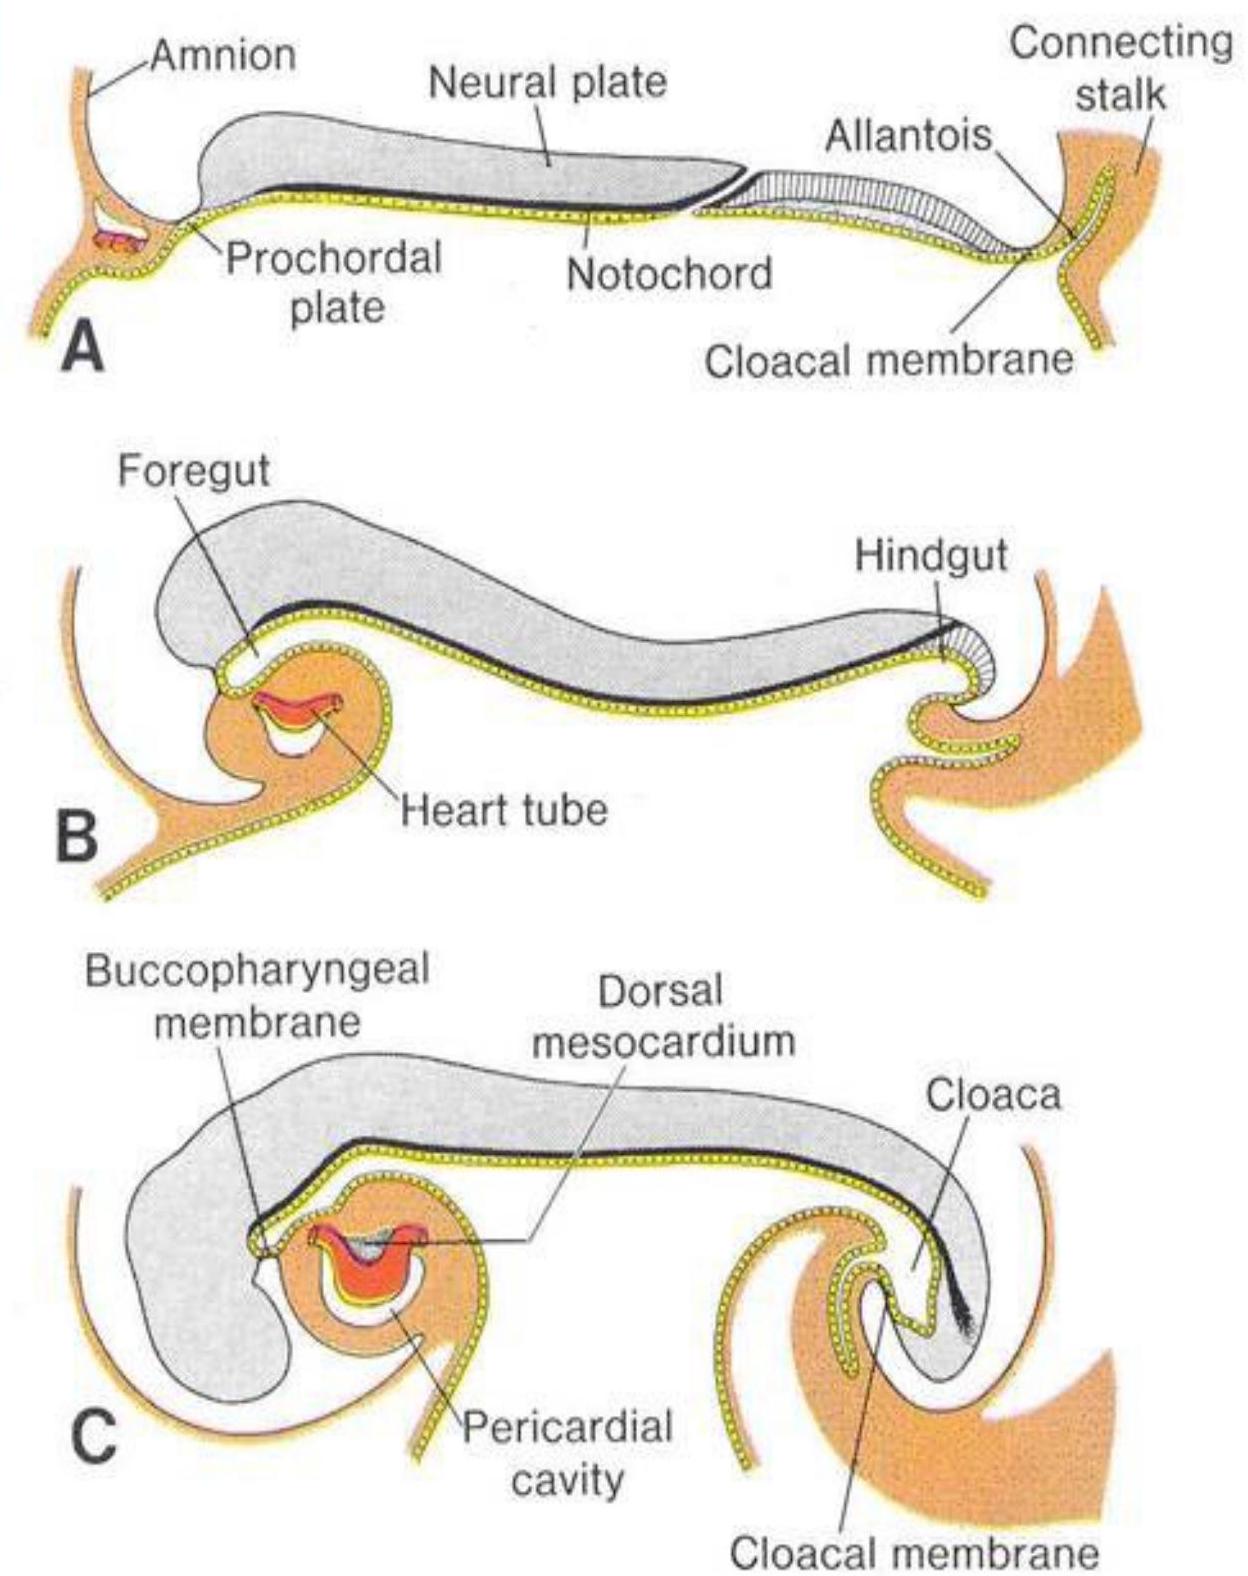 Amnion
Neural plate
Connecting
stalk
Allantois
Prochordal
plate
Notochord
Cloacal membrane
A
Foregut
Hindgut
Heart tube
B
Buccopharyngeal
membrane
Dorsal
mesocardium
Cloaca
C
Pericardial
cavity
Cloacal membrane